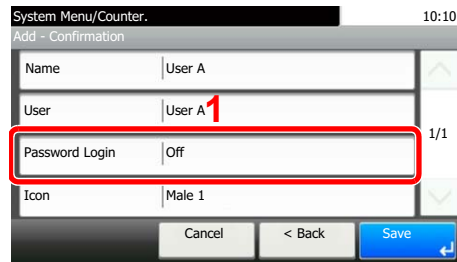 System Menu/Counter. 10:10
Add - Confirmation
Name User A
User User A 1
1/1
Password Login Off
Icon Male 1
Cancel < Back Save